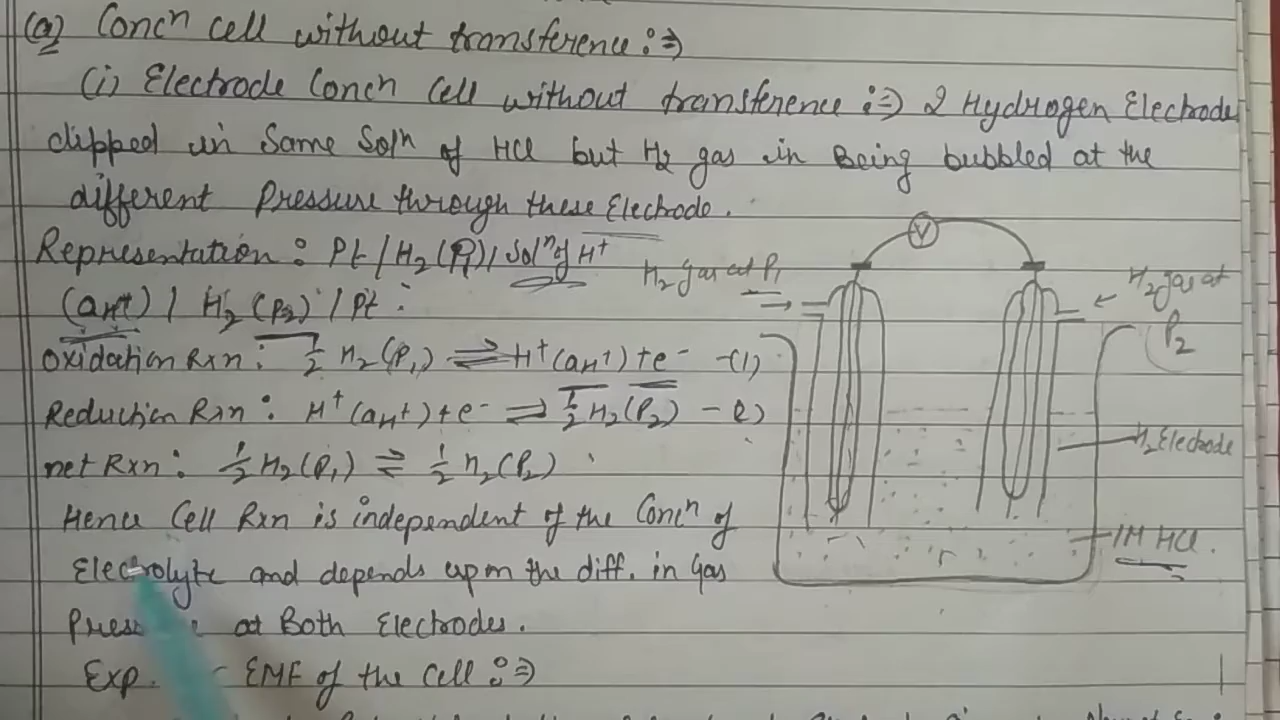 (a) Concⁿ cell without transference :⇒
(i) Electrode Concn Cell without transference :⇒ 2 Hydrogen Electrode
dipped in Same Solⁿ of HCl but H₂ gas in Being bubbled at the
different Pressure through these Electrode.
Representation : Pt / H₂(P₁) / Solⁿ of H⁺
(aH⁺) / H₂ (P₂) / Pt :
Oxidation Rxn : ½ H₂(P₁) ⇌ H⁺(aH⁺) + e⁻ –(1)
Reduction Rxn : H⁺(aH⁺) + e⁻ ⇌ ½ H₂(P₂) – 2)
net Rxn : ½ H₂(P₁) ⇌ ½ H₂(P₂)
Hence Cell Rxn is independent of the Concⁿ of
Electrolyte and depends upon the diff. in Gas
at Both Electrodes.
Exp. EMF of the Cell :⇒
V
H₂ gas at P₁
H₂ gas at
P₂
H₂ Electrode
1M HCl.